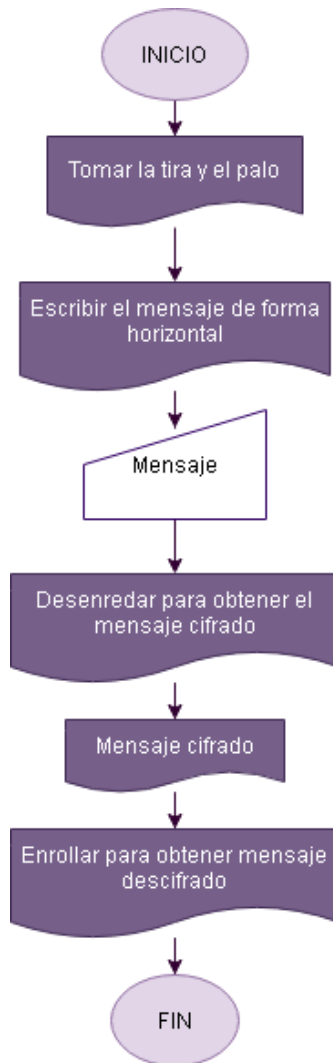 INICIO
Tomar la tira y el palo
Escribir el mensaje de forma
horizontal
Mensaje
Desenredar para obtener el
mensaje cifrado
Mensaje cifrado
Enrollar para obtener mensaje
descifrado
FIN